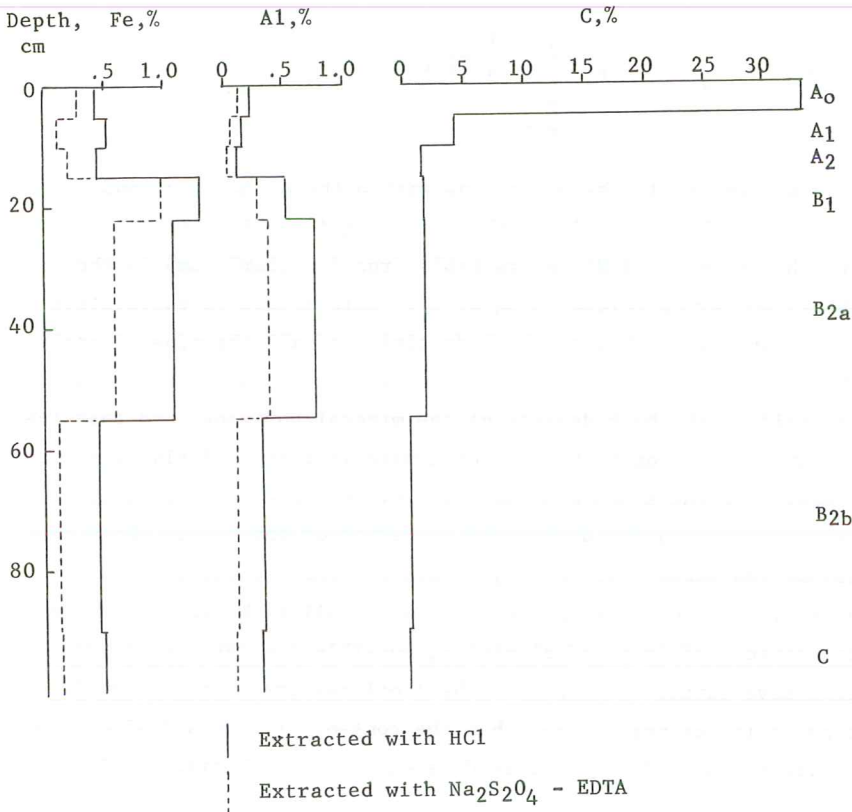 Depth, Fe,% Al,% C,%
cm
.5 1.0 0 .5 1.0 0 5 10 15 20 25 30
0
A₀
A₁
A₂
20
B₁
40
B₂a
60
B₂b
80
C
Extracted with HCl
Extracted with Na₂S₂O₄ - EDTA